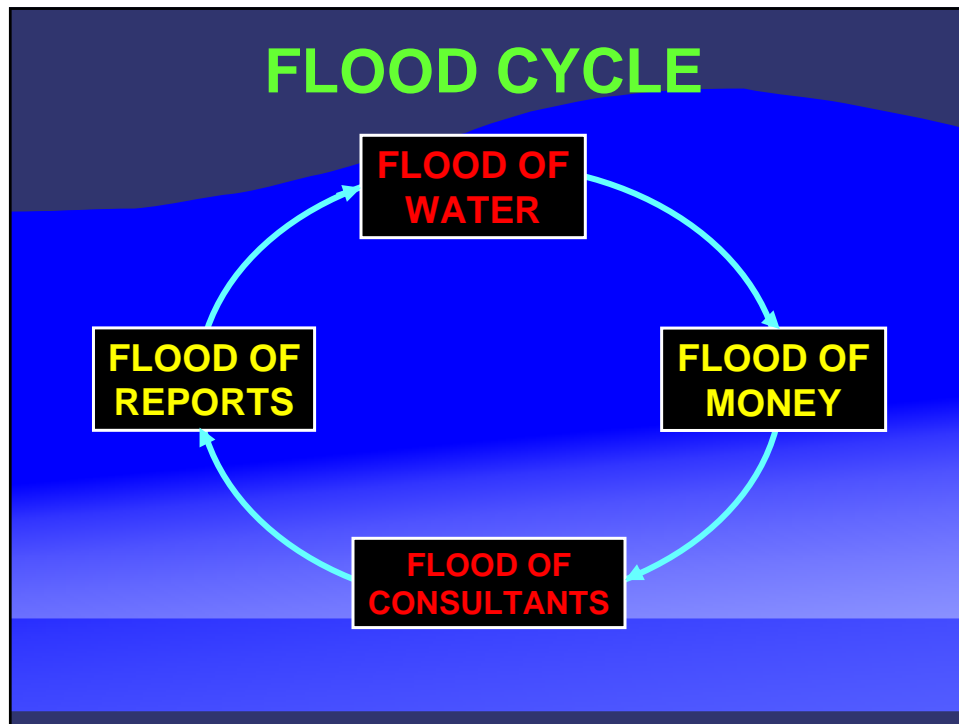 FLOOD CYCLE
FLOOD OF
WATER
FLOOD OF
MONEY
FLOOD OF
CONSULTANTS
FLOOD OF
REPORTS